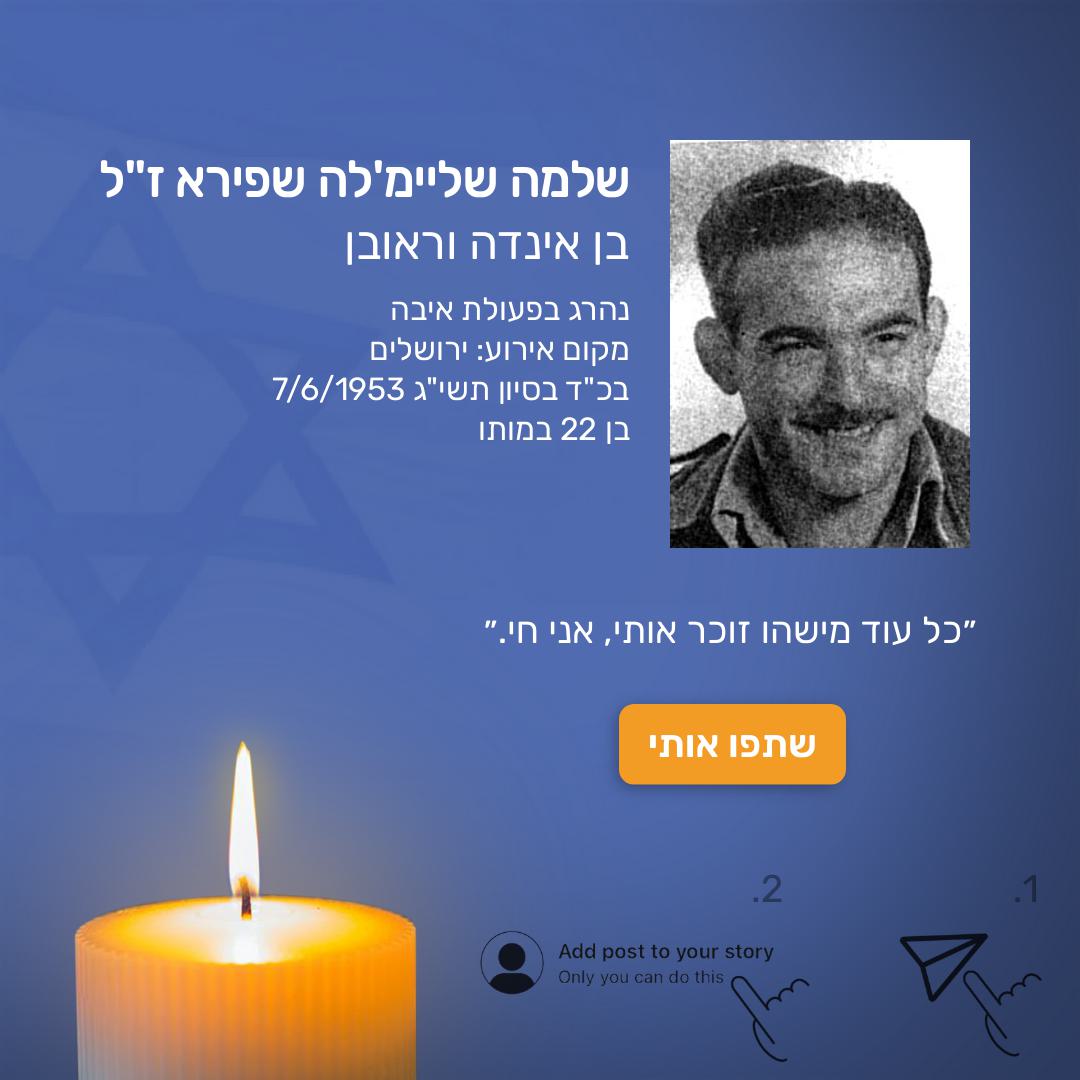 שלמה שליימ'לה שפירא ז"ל
בן אינדה וראובן
נהרג בפעולת איבה
מקום אירוע: ירושלים
בכ"ד בסיון תשי"ג 7/6/1953
בן 22 במותו
״כל עוד מישהו זוכר אותי, אני חי.״
שתפו אותי
1.
2.
Add post to your story
Only you can do this